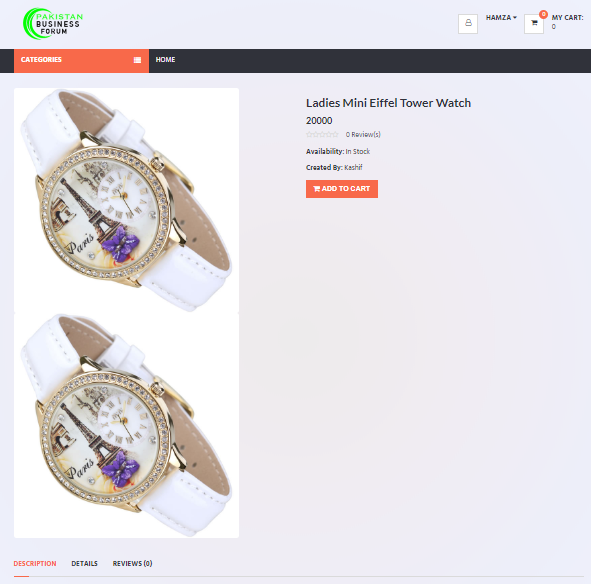 PAKISTAN
BUSINESS
FORUM
HAMZA
0
MY CART:
0
CATEGORIES
HOME
Ladies Mini Eiffel Tower Watch
20000
0 Review(s)
Availability: In Stock
Created By: Kashif
ADD TO CART
Paris
Paris
DESCRIPTION
DETAILS
REVIEWS (0)